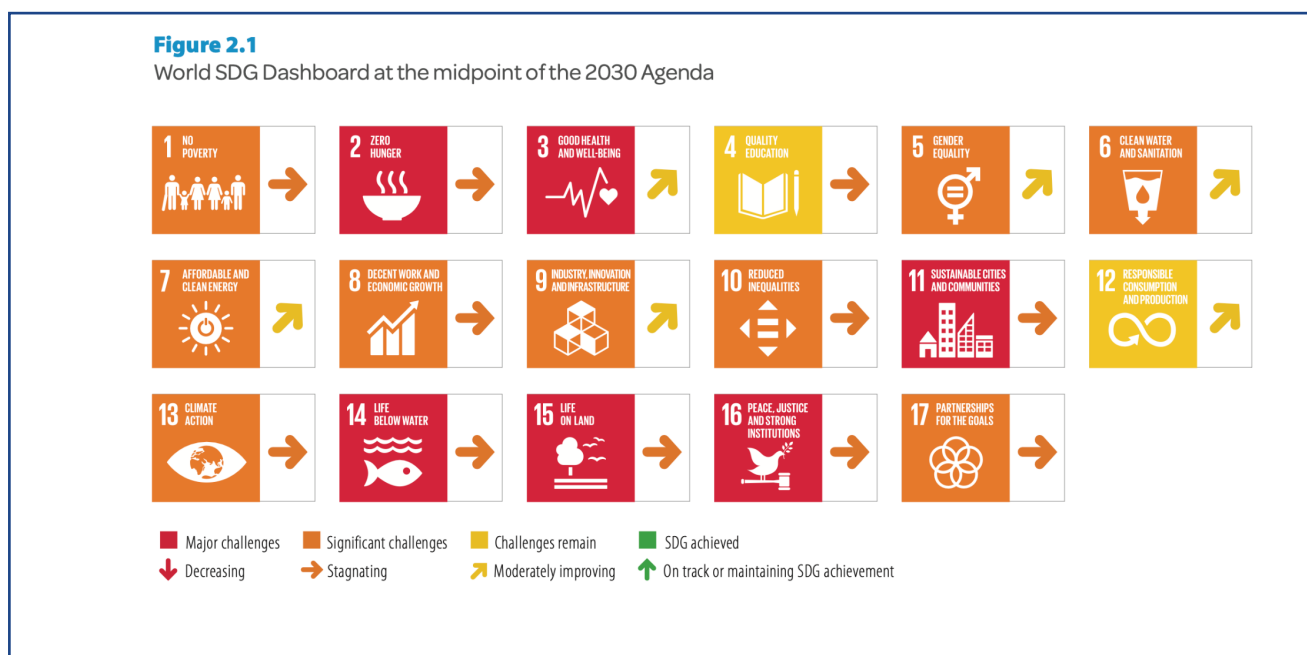 Figure 2.1
World SDG Dashboard at the midpoint of the 2030 Agenda
1 NO
POVERTY
2 ZERO
HUNGER
3 GOOD HEALTH
AND WELL-BEING
4 QUALITY
EDUCATION
5 GENDER
EQUALITY
6 CLEAN WATER
AND SANITATION
7 AFFORDABLE AND
CLEAN ENERGY
8 DECENT WORK AND
ECONOMIC GROWTH
9 INDUSTRY, INNOVATION
AND INFRASTRUCTURE
10 REDUCED
INEQUALITIES
11 SUSTAINABLE CITIES
AND COMMUNITIES
12 RESPONSIBLE
CONSUMPTION
AND PRODUCTION
13 CLIMATE
ACTION
14 LIFE
BELOW WATER
15 LIFE
ON LAND
16 PEACE, JUSTICE
AND STRONG
INSTITUTIONS
17 PARTNERSHIPS
FOR THE GOALS
Major challenges Significant challenges Challenges remain SDG achieved
Decreasing Stagnating Moderately improving On track or maintaining SDG achievement